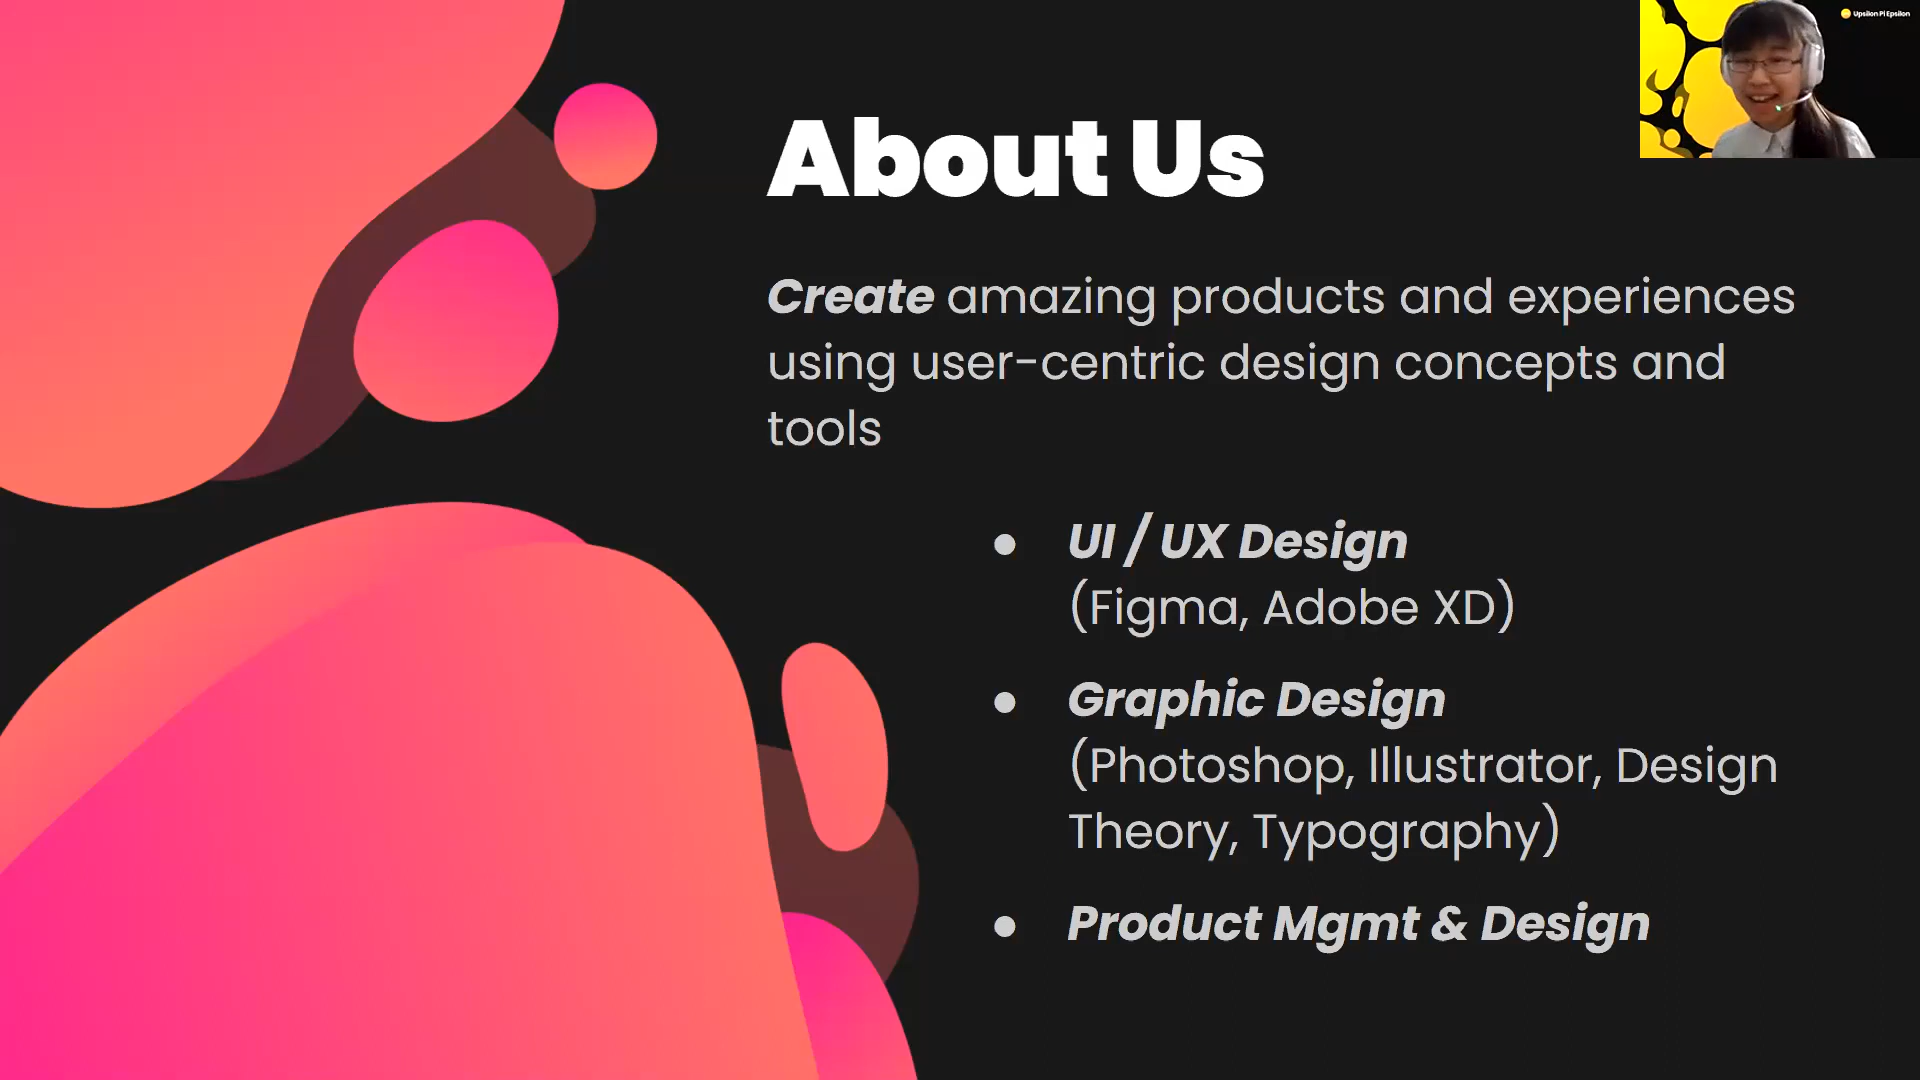 Upsilon Pi Epsilon
About Us
Create amazing products and experiences
using user-centric design concepts and
tools
● UI / UX Design
(Figma, Adobe XD)
● Graphic Design
(Photoshop, Illustrator, Design
Theory, Typography)
● Product Mgmt & Design